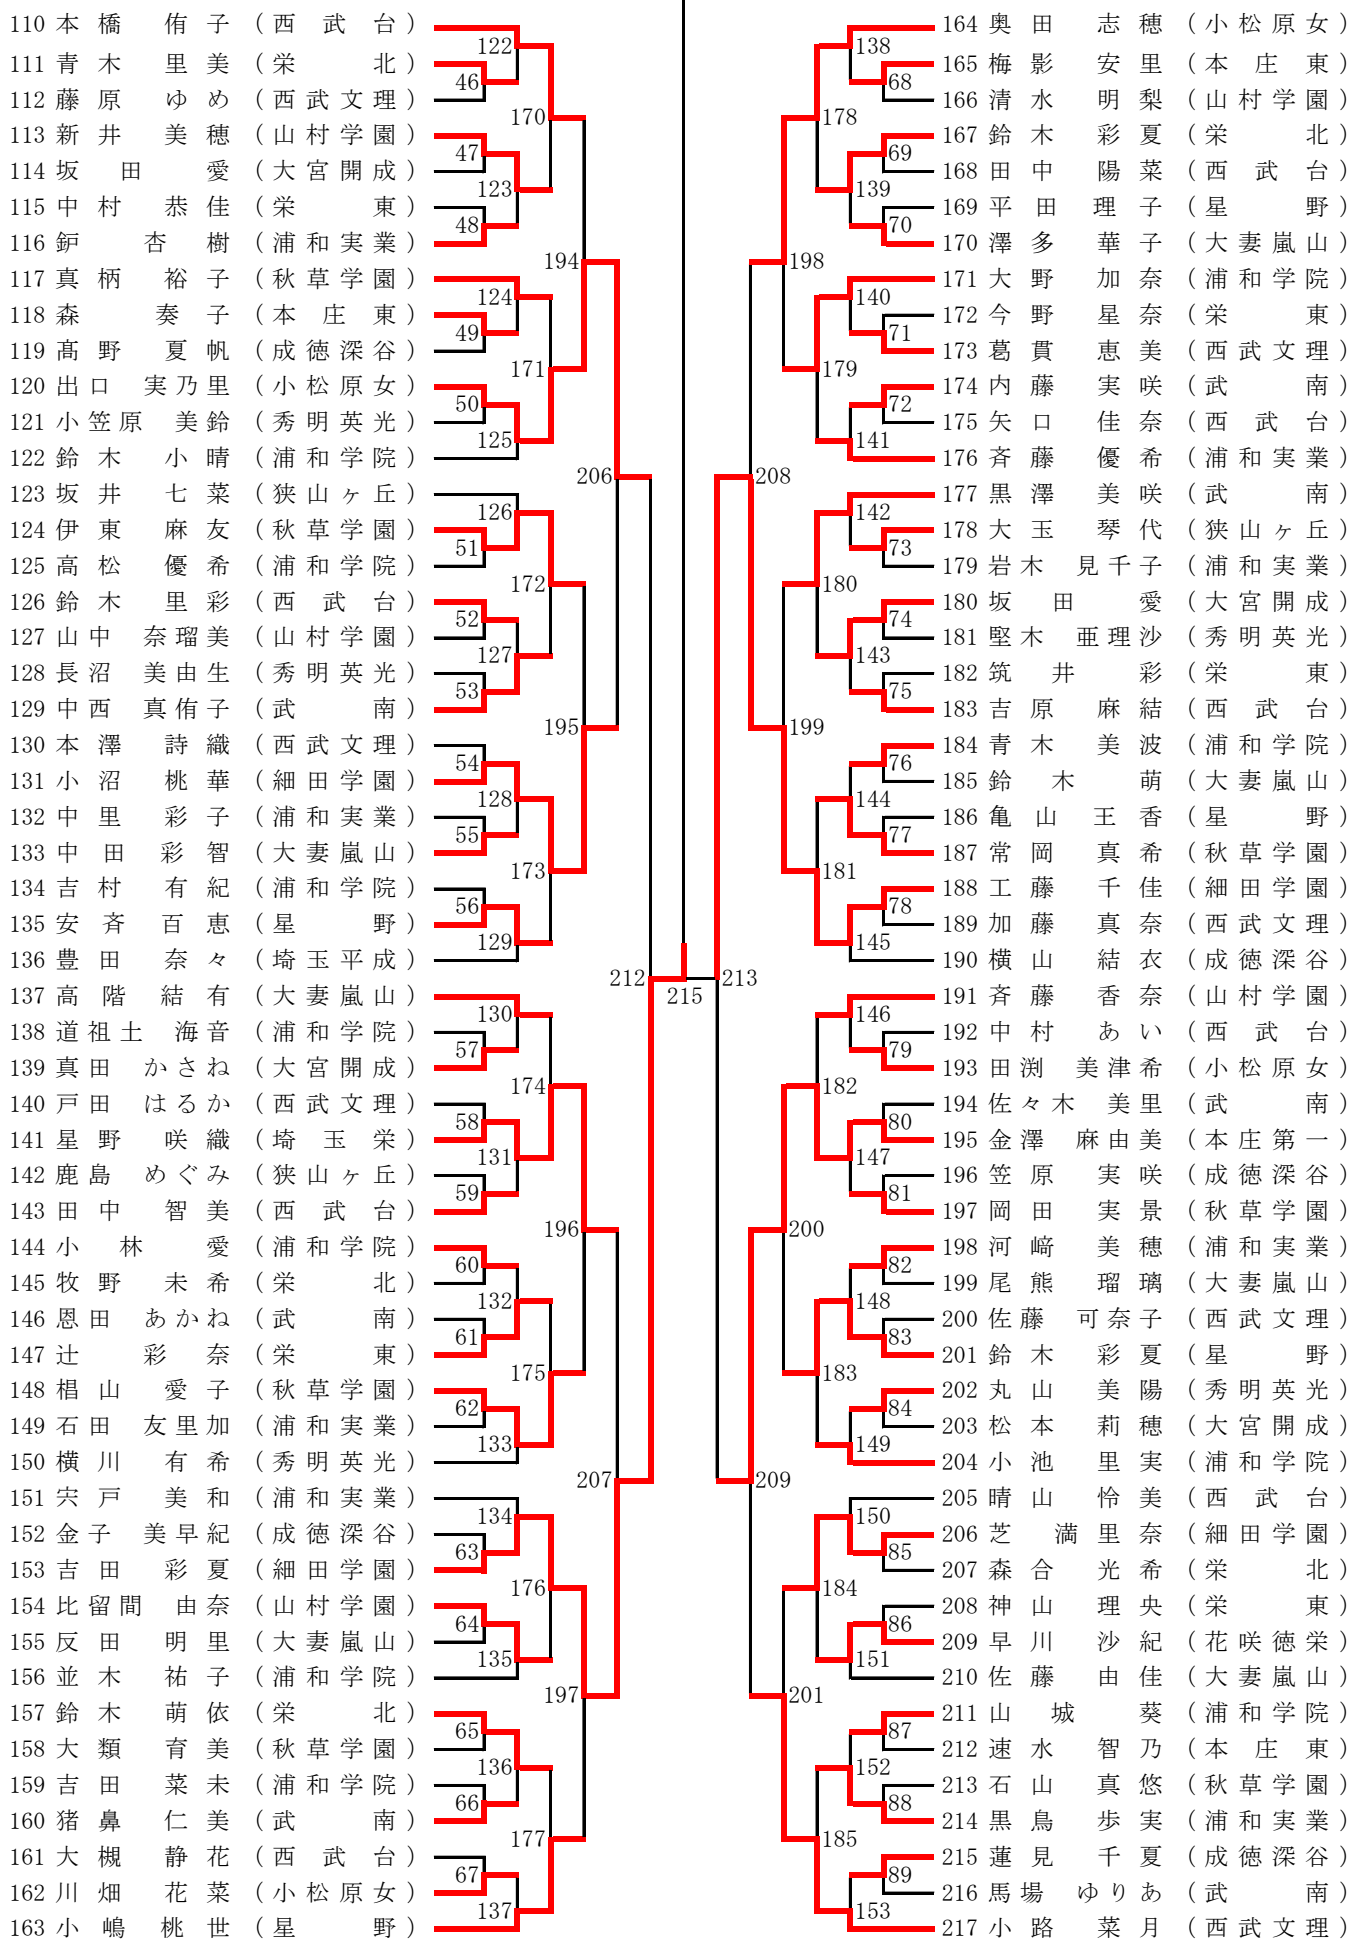 110 本橋 侑子 (西武台)
111 青木 里美 (栄北)
112 藤原 ゆめ (西武文理)
113 新井 美穂 (山村学園)
114 坂田 愛 (大宮開成)
115 中村 恭佳 (栄東)
116 鈩 杏樹 (浦和実業)
117 真柄 裕子 (秋草学園)
118 森 奏子 (本庄東)
119 髙野 夏帆 (成徳深谷)
120 出口 実乃里 (小松原女)
121 小笠原 美鈴 (秀明英光)
122 鈴木 小晴 (浦和学院)
123 坂井 七菜 (狭山ヶ丘)
124 伊東 麻友 (秋草学園)
125 高松 優希 (浦和学院)
126 鈴木 里彩 (西武台)
127 山中 奈瑠美 (山村学園)
128 長沼 美由生 (秀明英光)
129 中西 真侑子 (武南)
130 本澤 詩織 (西武文理)
131 小沼 桃華 (細田学園)
132 中里 彩子 (浦和実業)
133 中田 彩智 (大妻嵐山)
134 吉村 有紀 (浦和学院)
135 安斉 百恵 (星野)
136 豊田 奈々 (埼玉平成)
137 高階 結有 (大妻嵐山)
138 道祖土 海音 (浦和学院)
139 真田 かさね (大宮開成)
140 戸田 はるか (西武文理)
141 星野 咲織 (埼玉栄)
142 鹿島 めぐみ (狭山ヶ丘)
143 田中 智美 (西武台)
144 小林 愛 (浦和学院)
145 牧野 未希 (栄北)
146 恩田 あかね (武南)
147 辻 彩奈 (栄東)
148 椙山 愛子 (秋草学園)
149 石田 友里加 (浦和実業)
150 横川 有希 (秀明英光)
151 宍戸 美和 (浦和実業)
152 金子 美早紀 (成徳深谷)
153 吉田 彩夏 (細田学園)
154 比留間 由奈 (山村学園)
155 反田 明里 (大妻嵐山)
156 並木 祐子 (浦和学院)
157 鈴木 萌依 (栄北)
158 大類 育美 (秋草学園)
159 吉田 菜未 (浦和学院)
160 猪鼻 仁美 (武南)
161 大槻 静花 (西武台)
162 川畑 花菜 (小松原女)
163 小嶋 桃世 (星野)
122
46
170
47
123
48
194
124
49
171
50
125
206
126
51
172
52
127
53
195
54
128
55
173
56
129
212
130
57
174
58
131
59
196
60
132
61
175
62
133
207
134
63
176
64
135
197
65
136
66
177
67
137
215
213
138
68
178
69
139
70
198
140
71
179
72
141
208
142
73
180
74
143
75
199
76
144
77
181
78
145
146
79
182
80
147
81
200
82
148
83
183
84
149
209
150
85
184
86
151
201
87
152
88
185
89
153
164 奥田 志穂 (小松原女)
165 梅影 安里 (本庄東)
166 清水 明梨 (山村学園)
167 鈴木 彩夏 (栄北)
168 田中 陽菜 (西武台)
169 平田 理子 (星野)
170 澤多 華子 (大妻嵐山)
171 大野 加奈 (浦和学院)
172 今野 星奈 (栄東)
173 葛貫 恵美 (西武文理)
174 内藤 実咲 (武南)
175 矢口 佳奈 (西武台)
176 斉藤 優希 (浦和実業)
177 黒澤 美咲 (武南)
178 大玉 琴代 (狭山ヶ丘)
179 岩木 見千子 (浦和実業)
180 坂田 愛 (大宮開成)
181 堅木 亜理沙 (秀明英光)
182 筑井 彩 (栄東)
183 吉原 麻結 (西武台)
184 青木 美波 (浦和学院)
185 鈴木 萌 (大妻嵐山)
186 亀山 王香 (星野)
187 常岡 真希 (秋草学園)
188 工藤 千佳 (細田学園)
189 加藤 真奈 (西武文理)
190 横山 結衣 (成徳深谷)
191 斉藤 香奈 (山村学園)
192 中村 あい (西武台)
193 田渕 美津希 (小松原女)
194 佐々木 美里 (武南)
195 金澤 麻由美 (本庄第一)
196 笠原 実咲 (成徳深谷)
197 岡田 実景 (秋草学園)
198 河﨑 美穂 (浦和実業)
199 尾熊 瑠璃 (大妻嵐山)
200 佐藤 可奈子 (西武文理)
201 鈴木 彩夏 (星野)
202 丸山 美陽 (秀明英光)
203 松本 莉穂 (大宮開成)
204 小池 里実 (浦和学院)
205 晴山 怜美 (西武台)
206 芝 満里奈 (細田学園)
207 森合 光希 (栄北)
208 神山 理央 (栄東)
209 早川 沙紀 (花咲徳栄)
210 佐藤 由佳 (大妻嵐山)
211 山城 葵 (浦和学院)
212 速水 智乃 (本庄東)
213 石山 真悠 (秋草学園)
214 黒鳥 歩実 (浦和実業)
215 蓮見 千夏 (成徳深谷)
216 馬場 ゆりあ (武南)
217 小路 菜月 (西武文理)